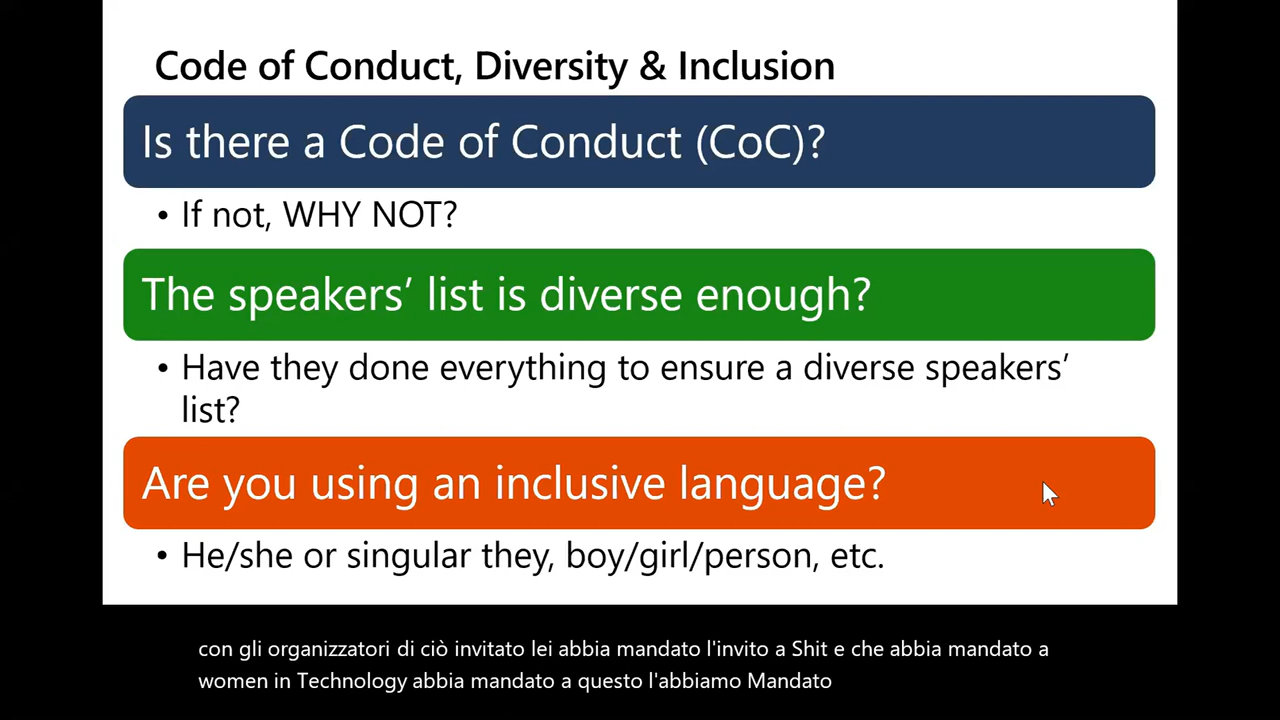 Code of Conduct, Diversity & Inclusion
Is there a Code of Conduct (CoC)?
• If not, WHY NOT?
The speakers’ list is diverse enough?
• Have they done everything to ensure a diverse speakers’
list?
Are you using an inclusive language?
• He/she or singular they, boy/girl/person, etc.
con gli organizzatori di ciò invitato lei abbia mandato l'invito a Shit e che abbia mandato a
women in Technology abbia mandato a questo l'abbiamo Mandato